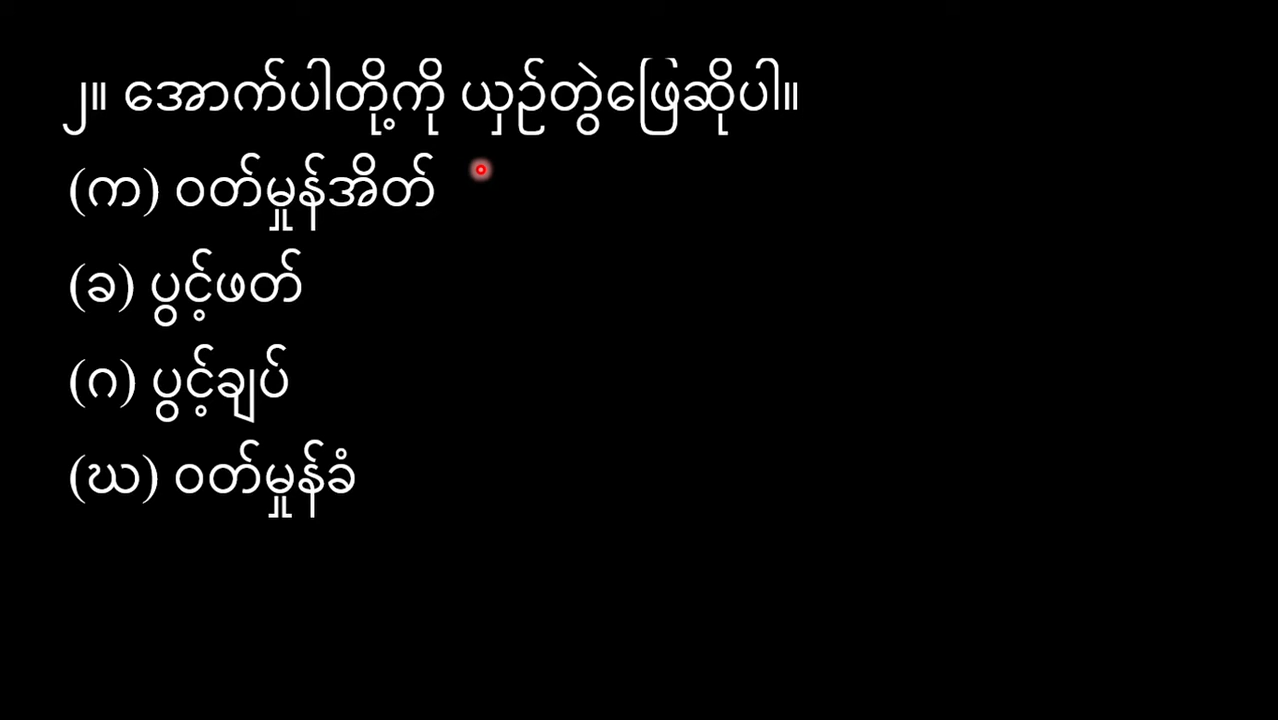 ၂။ အောက်ပါတို့ကို ယှဉ်တွဲဖြေဆိုပါ။
(က) ဝတ်မှုန်အိတ်
(ခ) ပွင့်ဖတ်
(ဂ) ပွင့်ချပ်
(ဃ) ဝတ်မှုန်ခံ